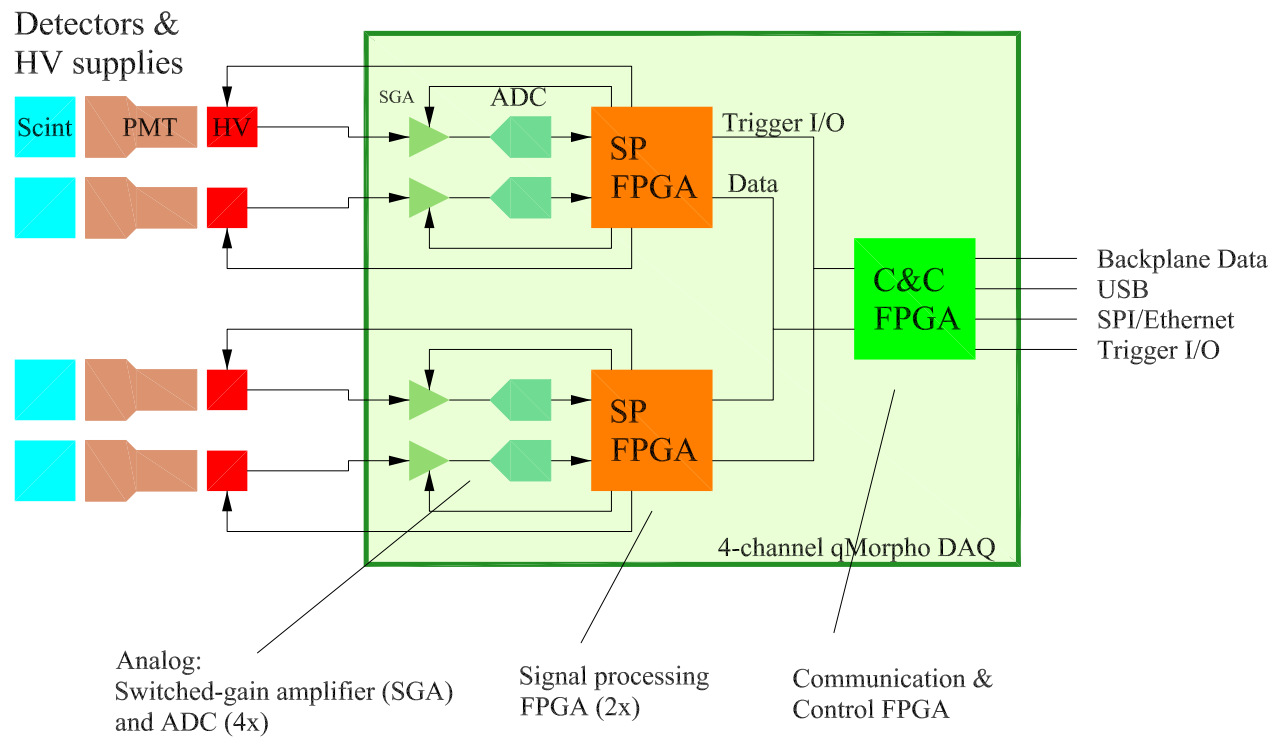 Detectors &
HV supplies
Scint
PMT
HV
SGA
ADC
SP
FPGA
Trigger I/O
Data
C&C
FPGA
Backplane Data
USB
SPI/Ethernet
Trigger I/O
SP
FPGA
4-channel qMorpho DAQ
Analog:
Switched-gain amplifier (SGA)
and ADC (4x)
Signal processing
FPGA (2x)
Communication &
Control FPGA